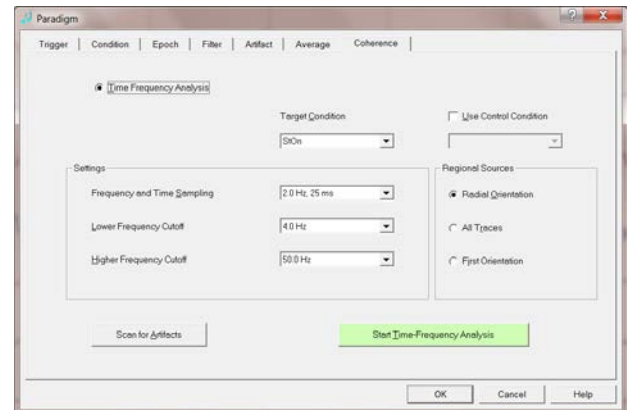 Paradigm
Trigger Condition Epoch Filter Artifact Average Coherence
Time Frequency Analysis
Target Condition Use Control Condition
StOn
Settings Regional Sources
Frequency and Time Sampling 2.0 Hz, 25 ms Radial Orientation
Lower Frequency Cutoff 4.0 Hz All Traces
Higher Frequency Cutoff 50.0 Hz First Orientation
Scan for Artifacts Start Time-Frequency Analysis
OK Cancel Help